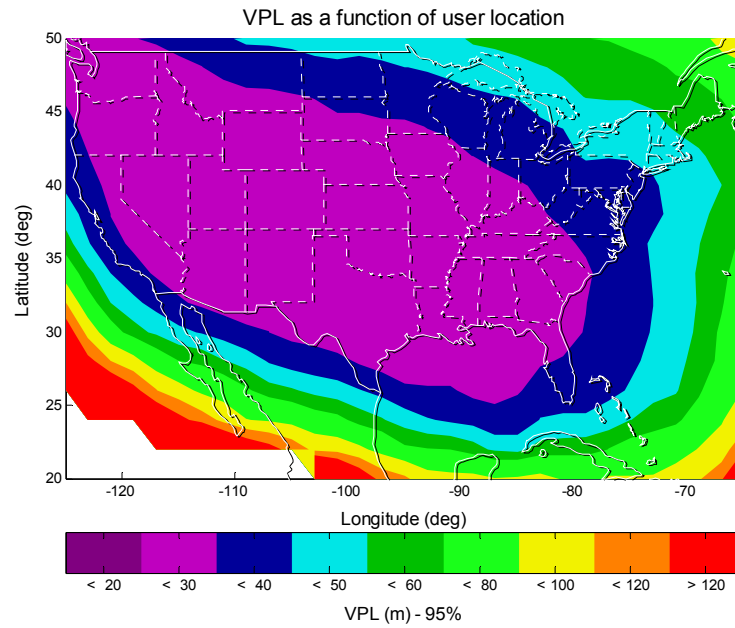 VPL as a function of user location
50
45
40
35
30
25
20
Latitude (deg)
-120 -110 -100 -90 -80 -70
Longitude (deg)
< 20 < 30 < 40 < 50 < 60 < 80 < 100 < 120 > 120
VPL (m) - 95%